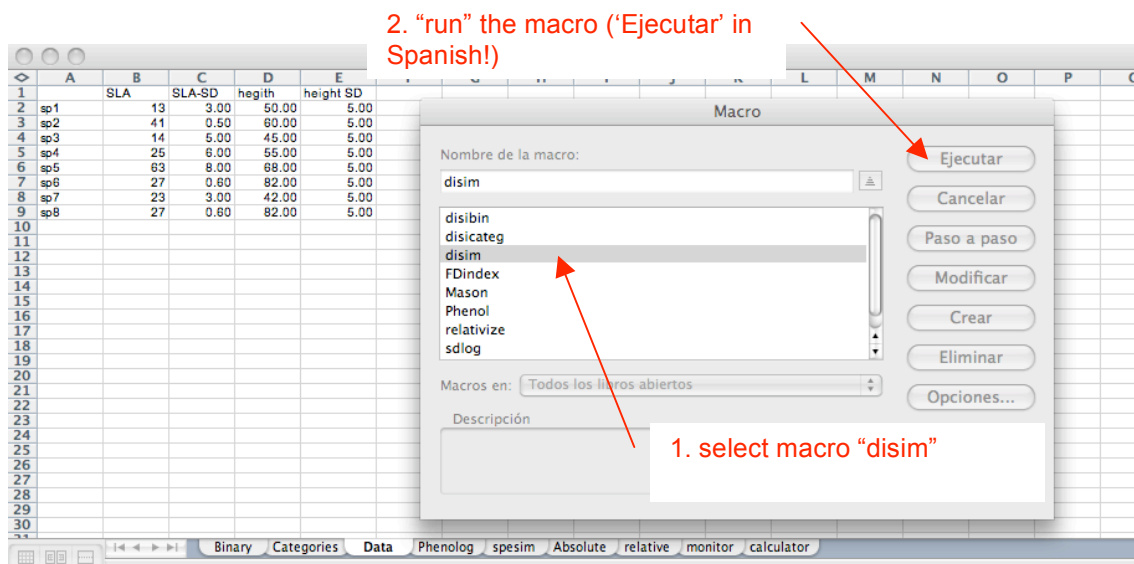 2. “run” the macro (‘Ejecutar’ in
Spanish!)
A B C D E L M N O P
1 SLA SLA-SD hegith height SD
2 sp1 13 3.00 50.00 5.00
3 sp2 41 0.50 60.00 5.00
4 sp3 14 5.00 45.00 5.00
5 sp4 25 6.00 55.00 5.00
6 sp5 63 8.00 68.00 5.00
7 sp6 27 0.60 82.00 5.00
8 sp7 23 3.00 42.00 5.00
9 sp8 27 0.60 82.00 5.00
10
11
12
13
14
15
16
17
18
19
20
21
22
23
24
25
26
27
28
29
30
Macro
Nombre de la macro:
disim
disibin
disicateg
disim
FDindex
Mason
Phenol
relativize
sdlog
Macros en: Todos los libros abiertos
Descripción
Ejecutar
Cancelar
Paso a paso
Modificar
Crear
Eliminar
Opciones...
1. select macro “disim”
Binary Categories Data Phenolog spesim Absolute relative monitor calculator